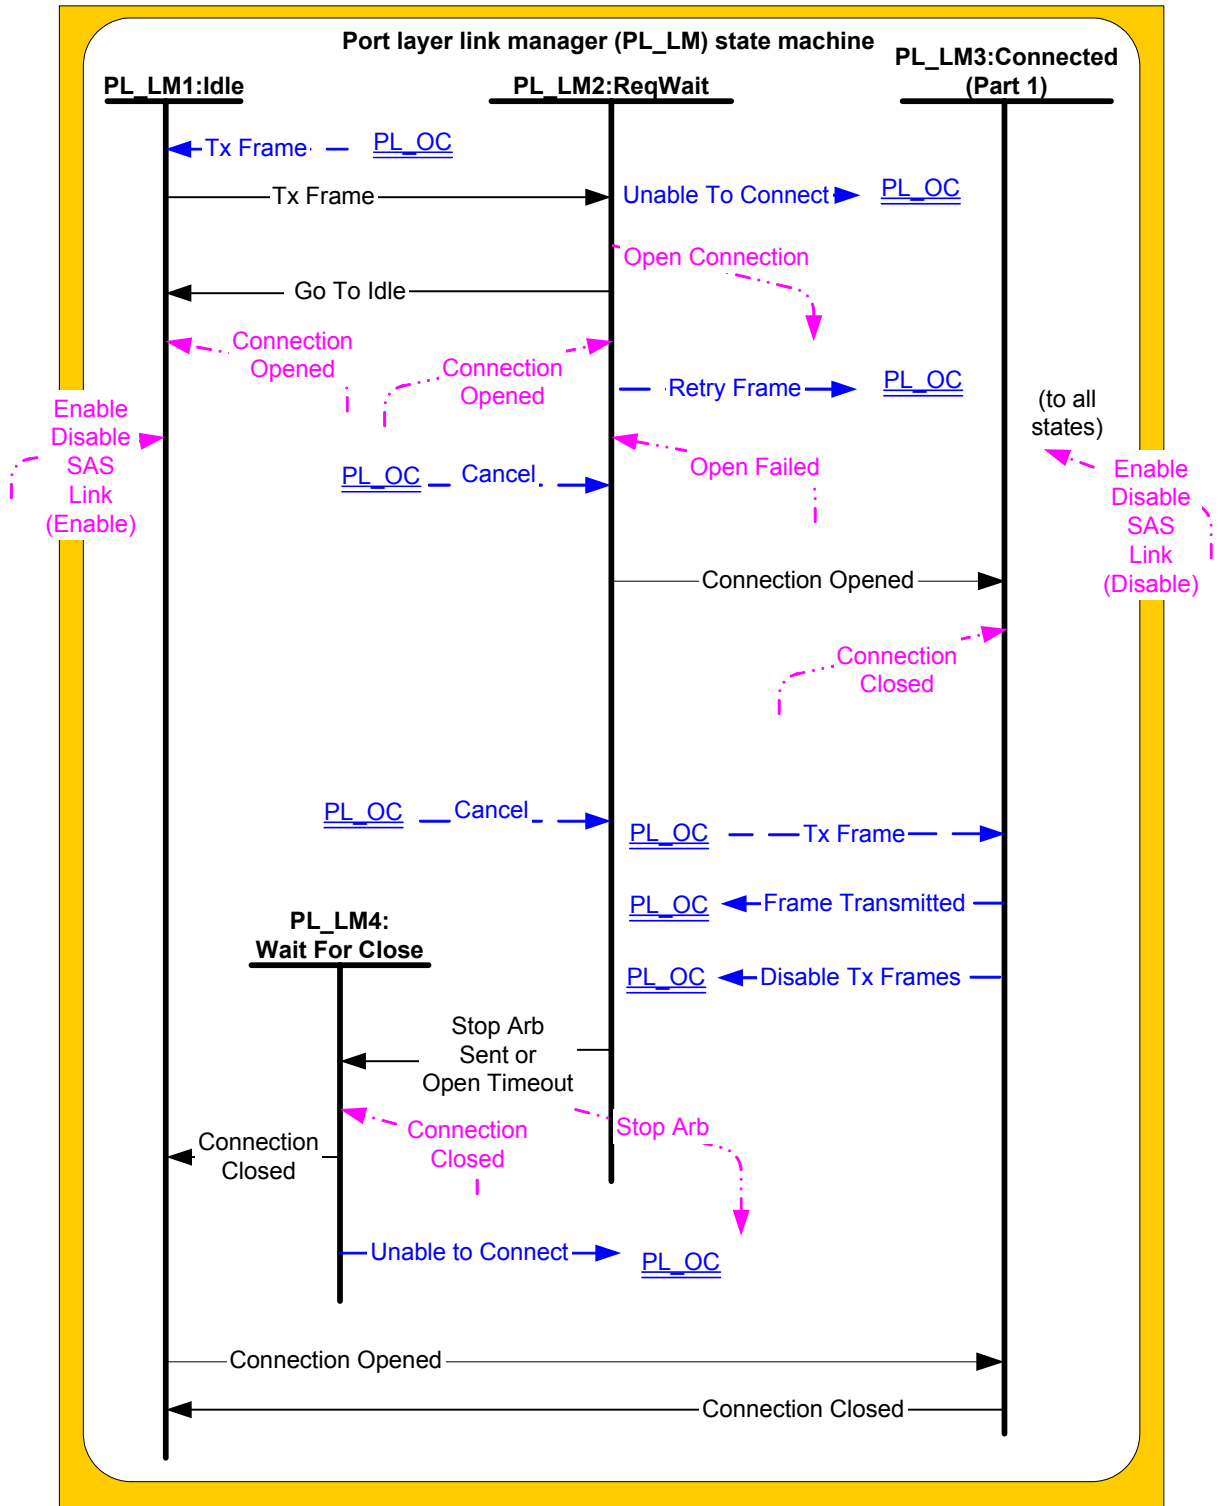 Port layer link manager (PL_LM) state machine
PL_LM1:Idle
PL_LM2:ReqWait
PL_LM3:Connected
(Part 1)
Tx Frame
PL_OC
Tx Frame
Unable To Connect
PL_OC
Open Connection
Go To Idle
Connection
Opened
Connection
Opened
Retry Frame
PL_OC
Enable
Disable
SAS
Link
(Enable)
(to all
states)
Open Failed
PL_OC
Cancel
Enable
Disable
SAS
Link
(Disable)
Connection Opened
Connection
Closed
PL_OC
Cancel
PL_OC
Tx Frame
PL_OC
Frame Transmitted
PL_LM4:
Wait For Close
PL_OC
Disable Tx Frames
Stop Arb
Sent or
Open Timeout
Connection
Closed
Stop Arb
Connection
Closed
Unable to Connect
PL_OC
Connection Opened
Connection Closed